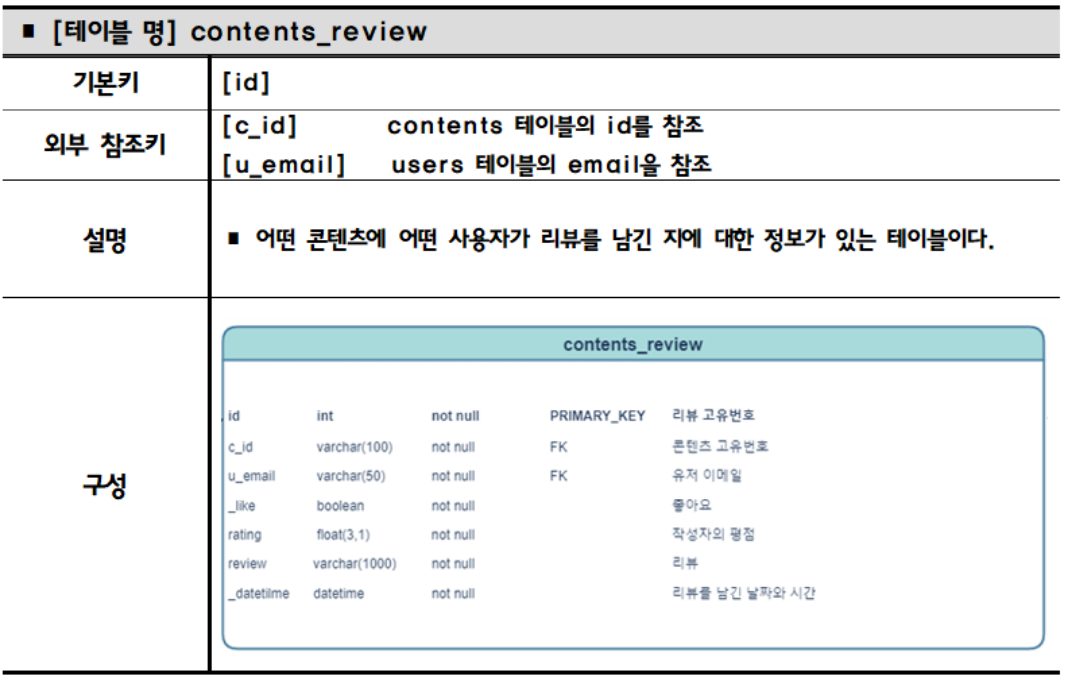 ■ [테이블 명] contents_review
기본키 [id]
외부 참조키
[c_id] contents 테이블의 id를 참조
[u_email] users 테이블의 email을 참조
설명 ■ 어떤 콘텐츠에 어떤 사용자가 리뷰를 남긴 지에 대한 정보가 있는 테이블이다.
구성
contents_review
id int not null PRIMARY_KEY 리뷰 고유번호
c_id varchar(100) not null FK 콘텐츠 고유번호
u_email varchar(50) not null FK 유저 이메일
_like boolean not null 좋아요
rating float(3,1) not null 작성자의 평점
review varchar(1000) not null 리뷰
_datetilme datetime not null 리뷰를 남긴 날짜와 시간